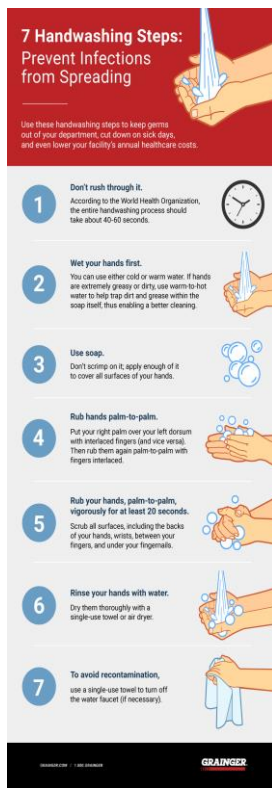 7 Handwashing Steps:
Prevent Infections
from Spreading
Use these handwashing steps to keep germs
out of your department, cut down on sick days,
and even lower your facility's annual healthcare costs.
1
Don't rush through it.
According to the World Health Organization,
the entire handwashing process should
take about 40-60 seconds.
2
Wet your hands first.
You can use either cold or warm water. If hands
are extremely greasy or dirty, use warm-to-hot
water to help trap dirt and grease within the
soap itself, thus enabling a better cleaning.
3
Use soap.
Don't scrimp on it; apply enough of it
to cover all surfaces of your hands.
4
Rub hands palm-to-palm.
Put your right palm over your left dorsum
with interlaced fingers (and vice versa).
Then rub them again palm-to-palm with
fingers interlaced.
5
Rub your hands, palm-to-palm,
vigorously for at least 20 seconds.
Scrub all surfaces, including the backs
of your hands, wrists, between your
fingers, and under your fingernails.
6
Rinse your hands with water.
Dry them thoroughly with a
single-use towel or air dryer.
7
To avoid recontamination,
use a single-use towel to turn off
the water faucet (if necessary).
GRAINGER.COM | 1-800-GRAINGER
GRAINGER